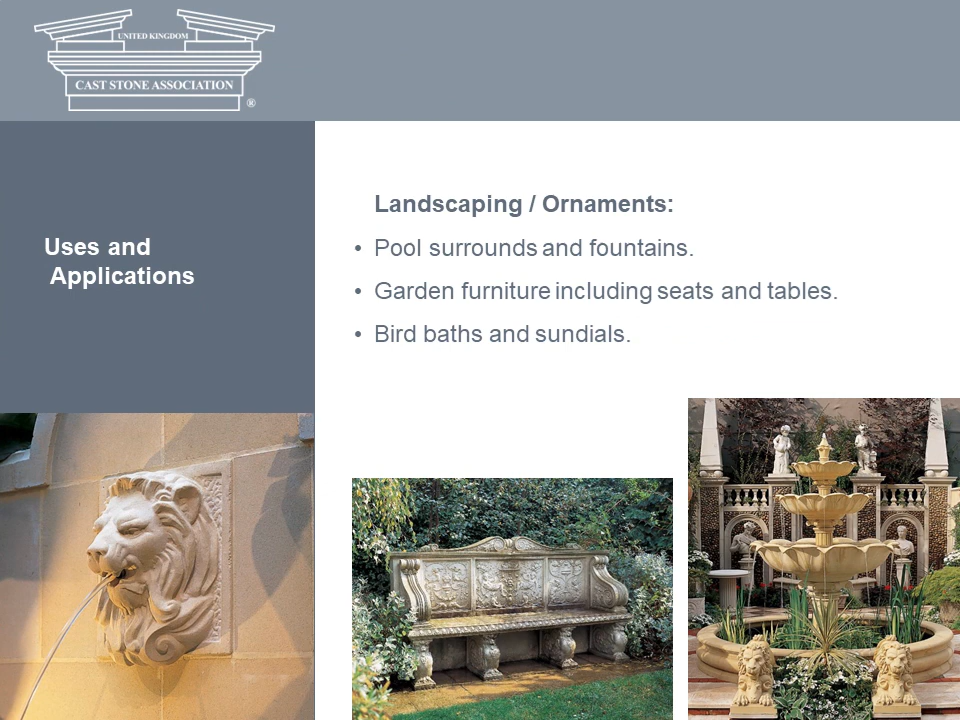 UNITED KINGDOM
CAST STONE ASSOCIATION
®
Uses and
Applications
Landscaping / Ornaments:
• Pool surrounds and fountains.
• Garden furniture including seats and tables.
• Bird baths and sundials.